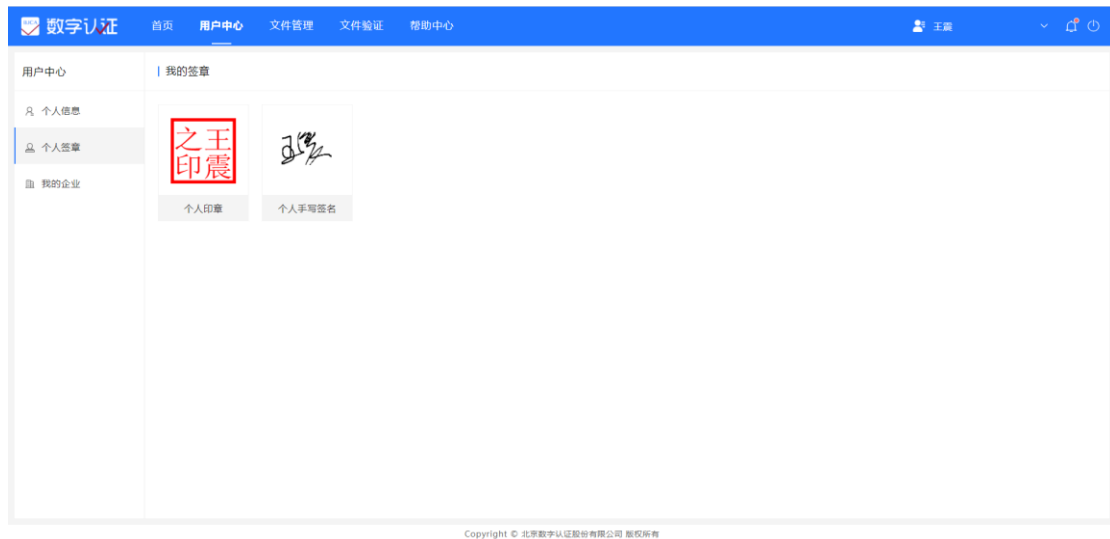 数字认证 首页 用户中心 文件管理 文件验证 帮助中心 王震
用户中心
我的签章
个人信息
个人签章
我的企业
之王
印震
个人印章 个人手写签名
Copyright © 北京数字认证股份有限公司 版权所有